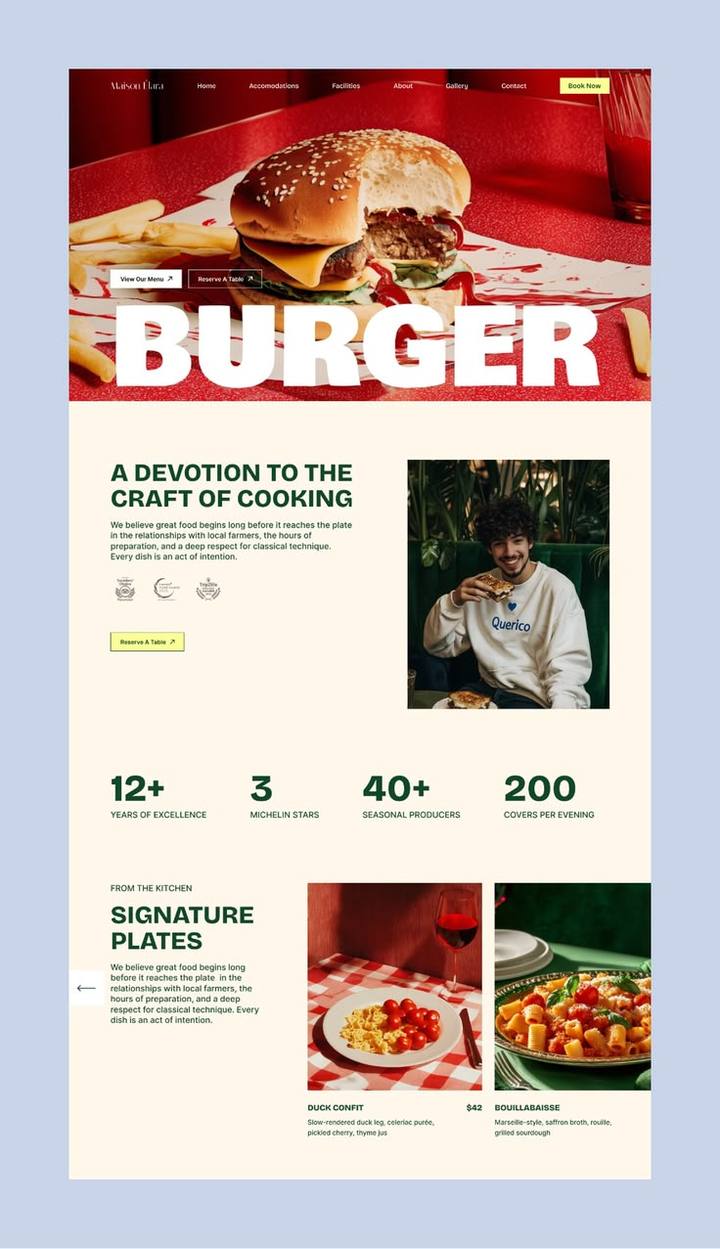 Maison Élara
Home
Accomodations
Facilities
About
Gallery
Contact
Book Now
View Our Menu
Reserve A Table
BURGER
A DEVOTION TO THE
CRAFT OF COOKING
We believe great food begins long before it reaches the plate
in the relationships with local farmers, the hours of
preparation, and a deep respect for classical technique.
Every dish is an act of intention.
Reserve A Table
Querico
12+
YEARS OF EXCELLENCE
3
MICHELIN STARS
40+
SEASONAL PRODUCERS
200
COVERS PER EVENING
FROM THE KITCHEN
SIGNATURE
PLATES
We believe great food begins long
before it reaches the plate  in the
relationships with local farmers, the
hours of preparation, and a deep
respect for classical technique. Every
dish is an act of intention.
DUCK CONFIT
$42
Slow-rendered duck leg, celeriac purée,
pickled cherry, thyme jus
BOUILLABAISSE
Marseille-style, saffron broth, rouille,
grilled sourdough